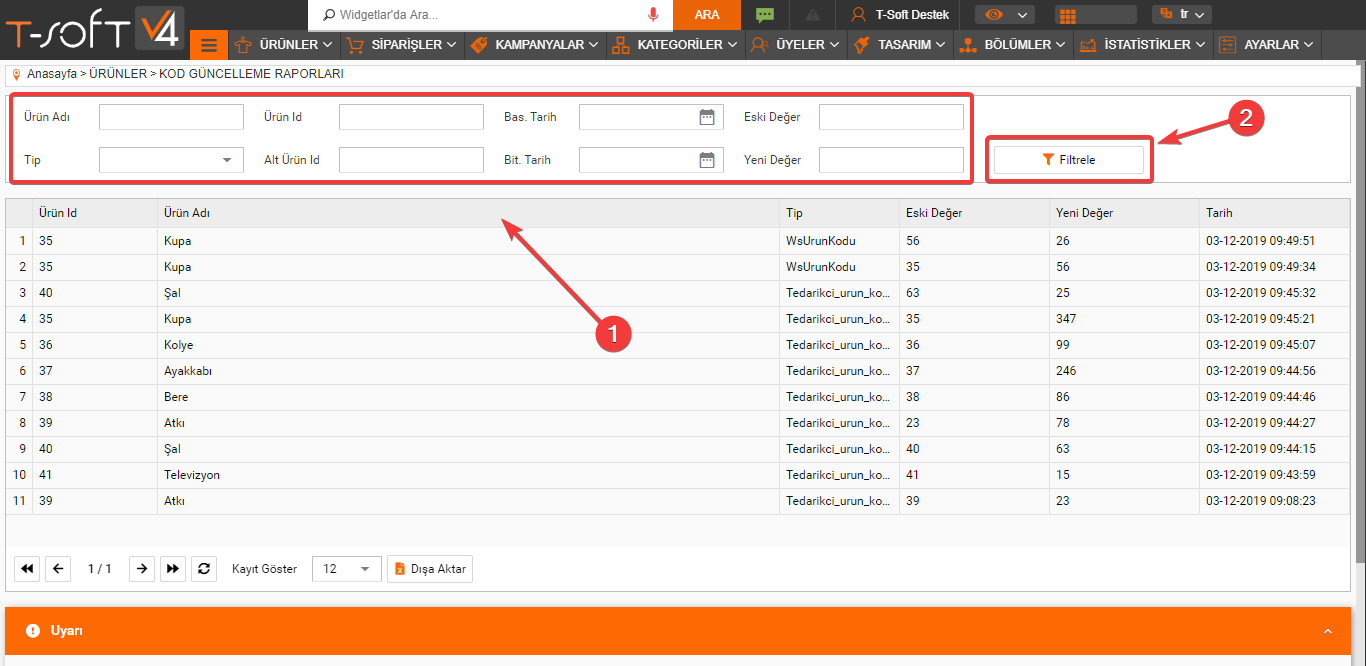 T-SOFT V4
Widgetlar'da Ara...
ARA
T-Soft Destek
tr
ÜRÜNLER
SİPARİŞLER
KAMPANYALAR
KATEGORİLER
ÜYELER
TASARIM
BÖLÜMLER
İSTATİSTİKLER
AYARLAR
Anasayfa > ÜRÜNLER > KOD GÜNCELLEME RAPORLARI
Ürün Adı Ürün Id Bas. Tarih Eski Değer
2
Tip Alt Ürün Id Bit. Tarih Yeni Değer
Filtrele
Ürün Id Ürün Adı Tip Eski Değer Yeni Değer Tarih
1 35 Kupa WsUrunKodu 56 26 03-12-2019 09:49:51
2 35 Kupa WsUrunKodu 35 56 03-12-2019 09:49:34
3 40 Şal Tedarikci_urun_ko... 63 25 03-12-2019 09:45:32
4 35 Kupa Tedarikci_urun_ko... 35 347 03-12-2019 09:45:21
1
5 36 Kolye Tedarikci_urun_ko... 36 99 03-12-2019 09:45:07
6 37 Ayakkabı Tedarikci_urun_ko... 37 246 03-12-2019 09:44:56
7 38 Bere Tedarikci_urun_ko... 38 86 03-12-2019 09:44:46
8 39 Atkı Tedarikci_urun_ko... 23 78 03-12-2019 09:44:27
9 40 Şal Tedarikci_urun_ko... 40 63 03-12-2019 09:44:15
10 41 Televizyon Tedarikci_urun_ko... 41 15 03-12-2019 09:43:59
11 39 Atkı Tedarikci_urun_ko... 39 23 03-12-2019 09:08:23
1 / 1 Kayıt Göster 12 Dışa Aktar
Uyarı